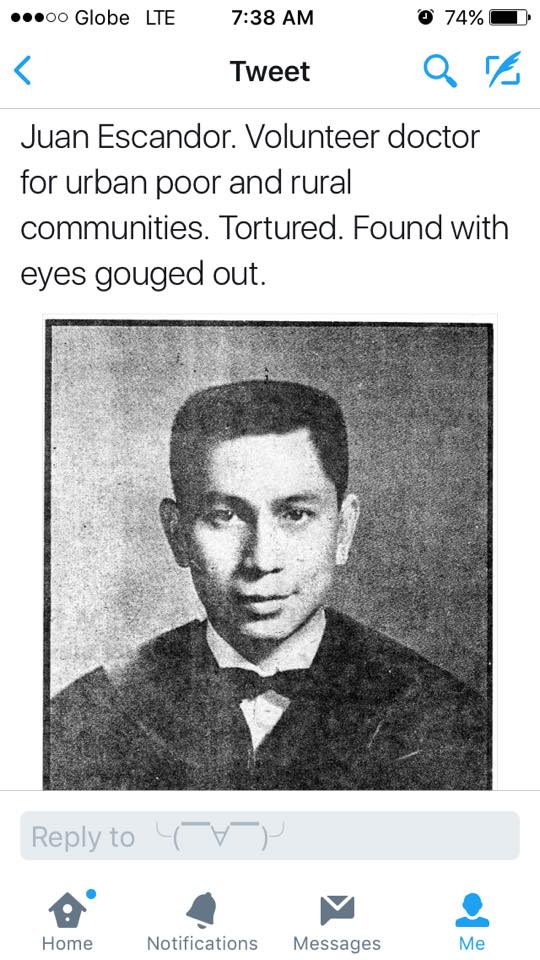 Globe LTE 7:38 AM 74%
Tweet
Juan Escandor. Volunteer doctor
for urban poor and rural
communities. Tortured. Found with
eyes gouged out.
Reply to ╰(¯∀¯)╯
Home Notifications Messages Me